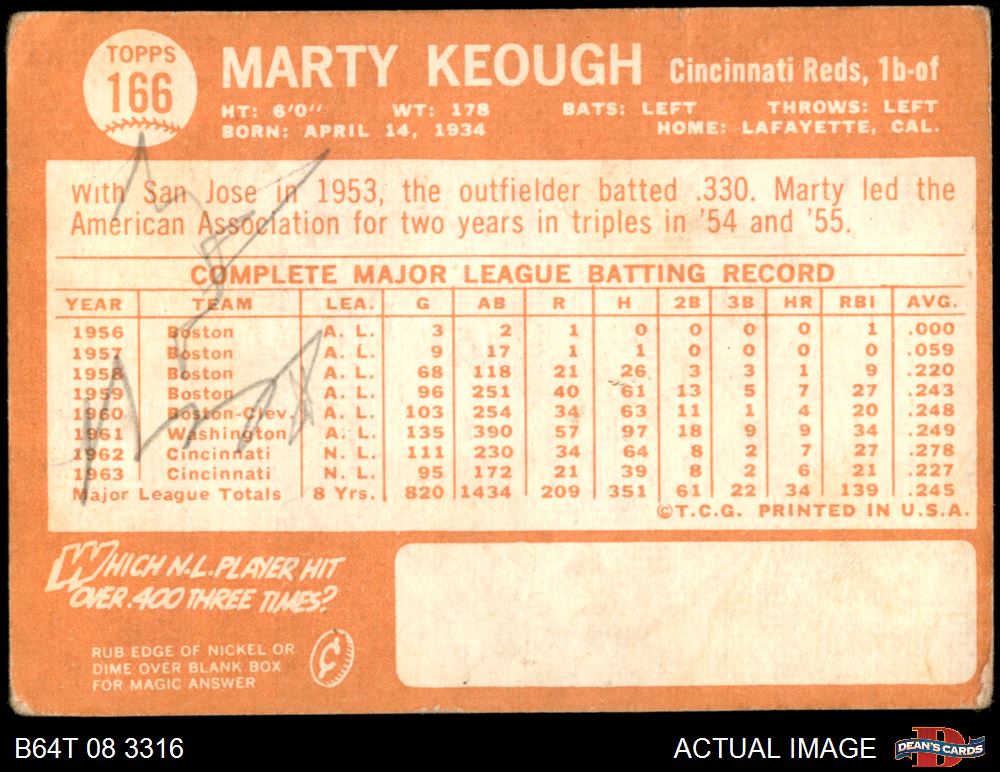 TOPPS
166
MARTY KEOUGH Cincinnati Reds, 1b-of
HT: 6'0'' WT: 178 BATS: LEFT THROWS: LEFT
BORN: APRIL 14, 1934 HOME: LAFAYETTE, CAL.
With San Jose in 1953, the outfielder batted .330. Marty led the
American Association for two years in triples in '54 and '55.
COMPLETE MAJOR LEAGUE BATTING RECORD
YEAR TEAM LEA. G AB R H 2B 3B HR RBI AVG.
1956 Boston A. L. 3 2 1 0 0 0 0 1 .000
1957 Boston A. L. 9 17 1 1 0 0 0 0 .059
1958 Boston A. L. 68 118 21 26 3 3 1 9 .220
1959 Boston A. L. 96 251 40 61 13 5 7 27 .243
1960 Boston-Clev. A. L. 103 254 34 63 11 1 4 20 .248
1961 Washington A. L. 135 390 57 97 18 9 9 34 .249
1962 Cincinnati N. L. 111 230 34 64 8 2 7 27 .278
1963 Cincinnati N. L. 95 172 21 39 8 2 6 21 .227
Major League Totals 8 Yrs. 820 1434 209 351 61 22 34 139 .245
©T.C.G. PRINTED IN U.S.A.
WHICH N.L. PLAYER HIT
OVER .400 THREE TIMES?
RUB EDGE OF NICKEL OR
DIME OVER BLANK BOX
FOR MAGIC ANSWER
¢
B64T 08 3316 ACTUAL IMAGE DEAN'S CARDS